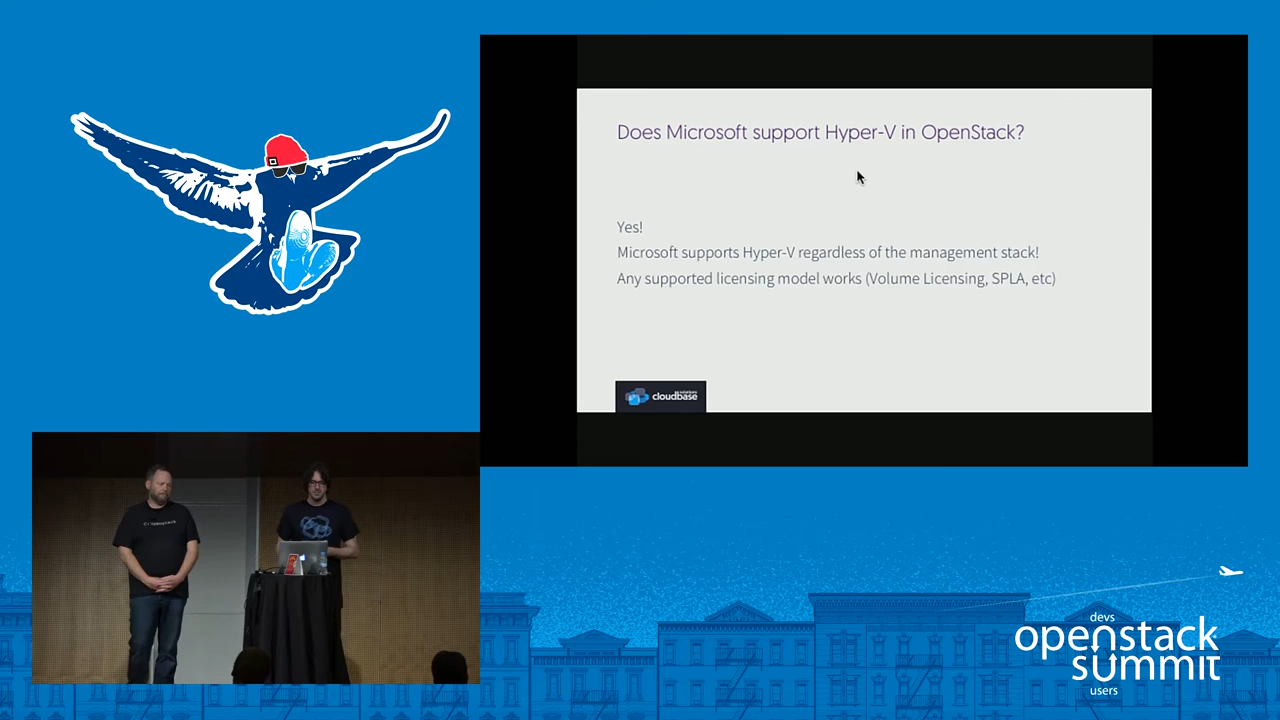 Does Microsoft support Hyper-V in OpenStack?
Yes!
Microsoft supports Hyper-V regardless of the management stack!
Any supported licensing model works (Volume Licensing, SPLA, etc)
cloudbase
solutions
devs
openstack
summit
users